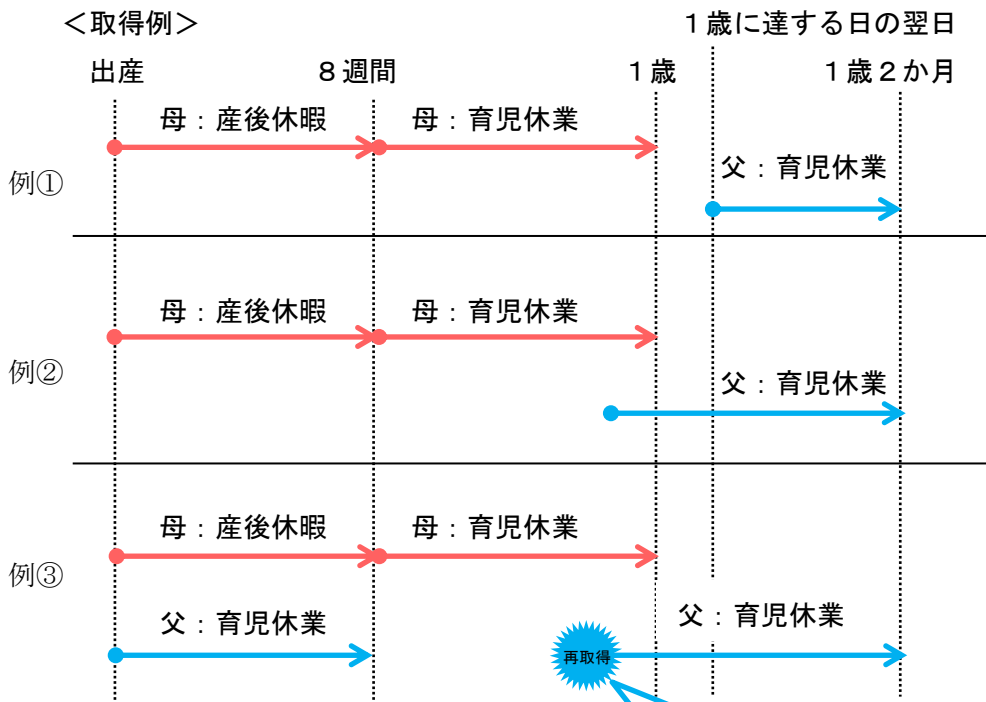 ＜取得例＞
１歳に達する日の翌日
出産
８週間
１歳
１歳２か月
例①
母：産後休暇
母：育児休業
父：育児休業
例②
母：産後休暇
母：育児休業
父：育児休業
例③
母：産後休暇
母：育児休業
父：育児休業
再取得
父：育児休業